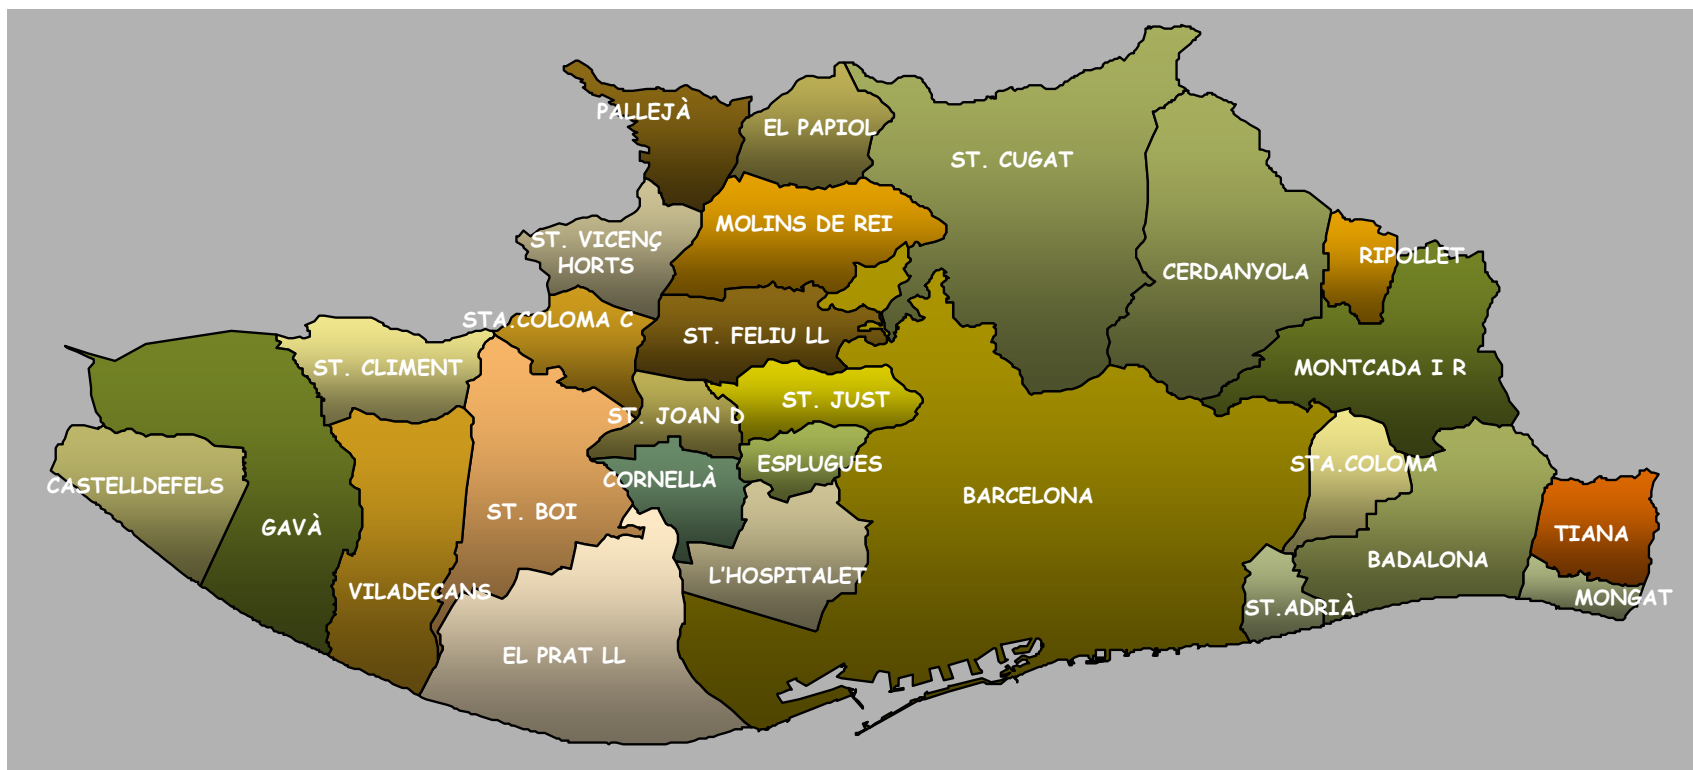 PALLEJÀ
EL PAPIOL
ST. CUGAT
MOLINS DE REI
ST. VICENÇ
HORTS
RIPOLLET
CERDANYOLA
STA.COLOMA C
ST. FELIU LL
ST. CLIMENT
MONTCADA I R
ST. JUST
ST. JOAN D
ESPLUGUES
STA.COLOMA
CORNELLÀ
CASTELLDEFELS
BARCELONA
ST. BOI
GAVÀ
TIANA
BADALONA
L'HOSPITALET
VILADECANS
MONGAT
ST.ADRIÀ
EL PRAT LL